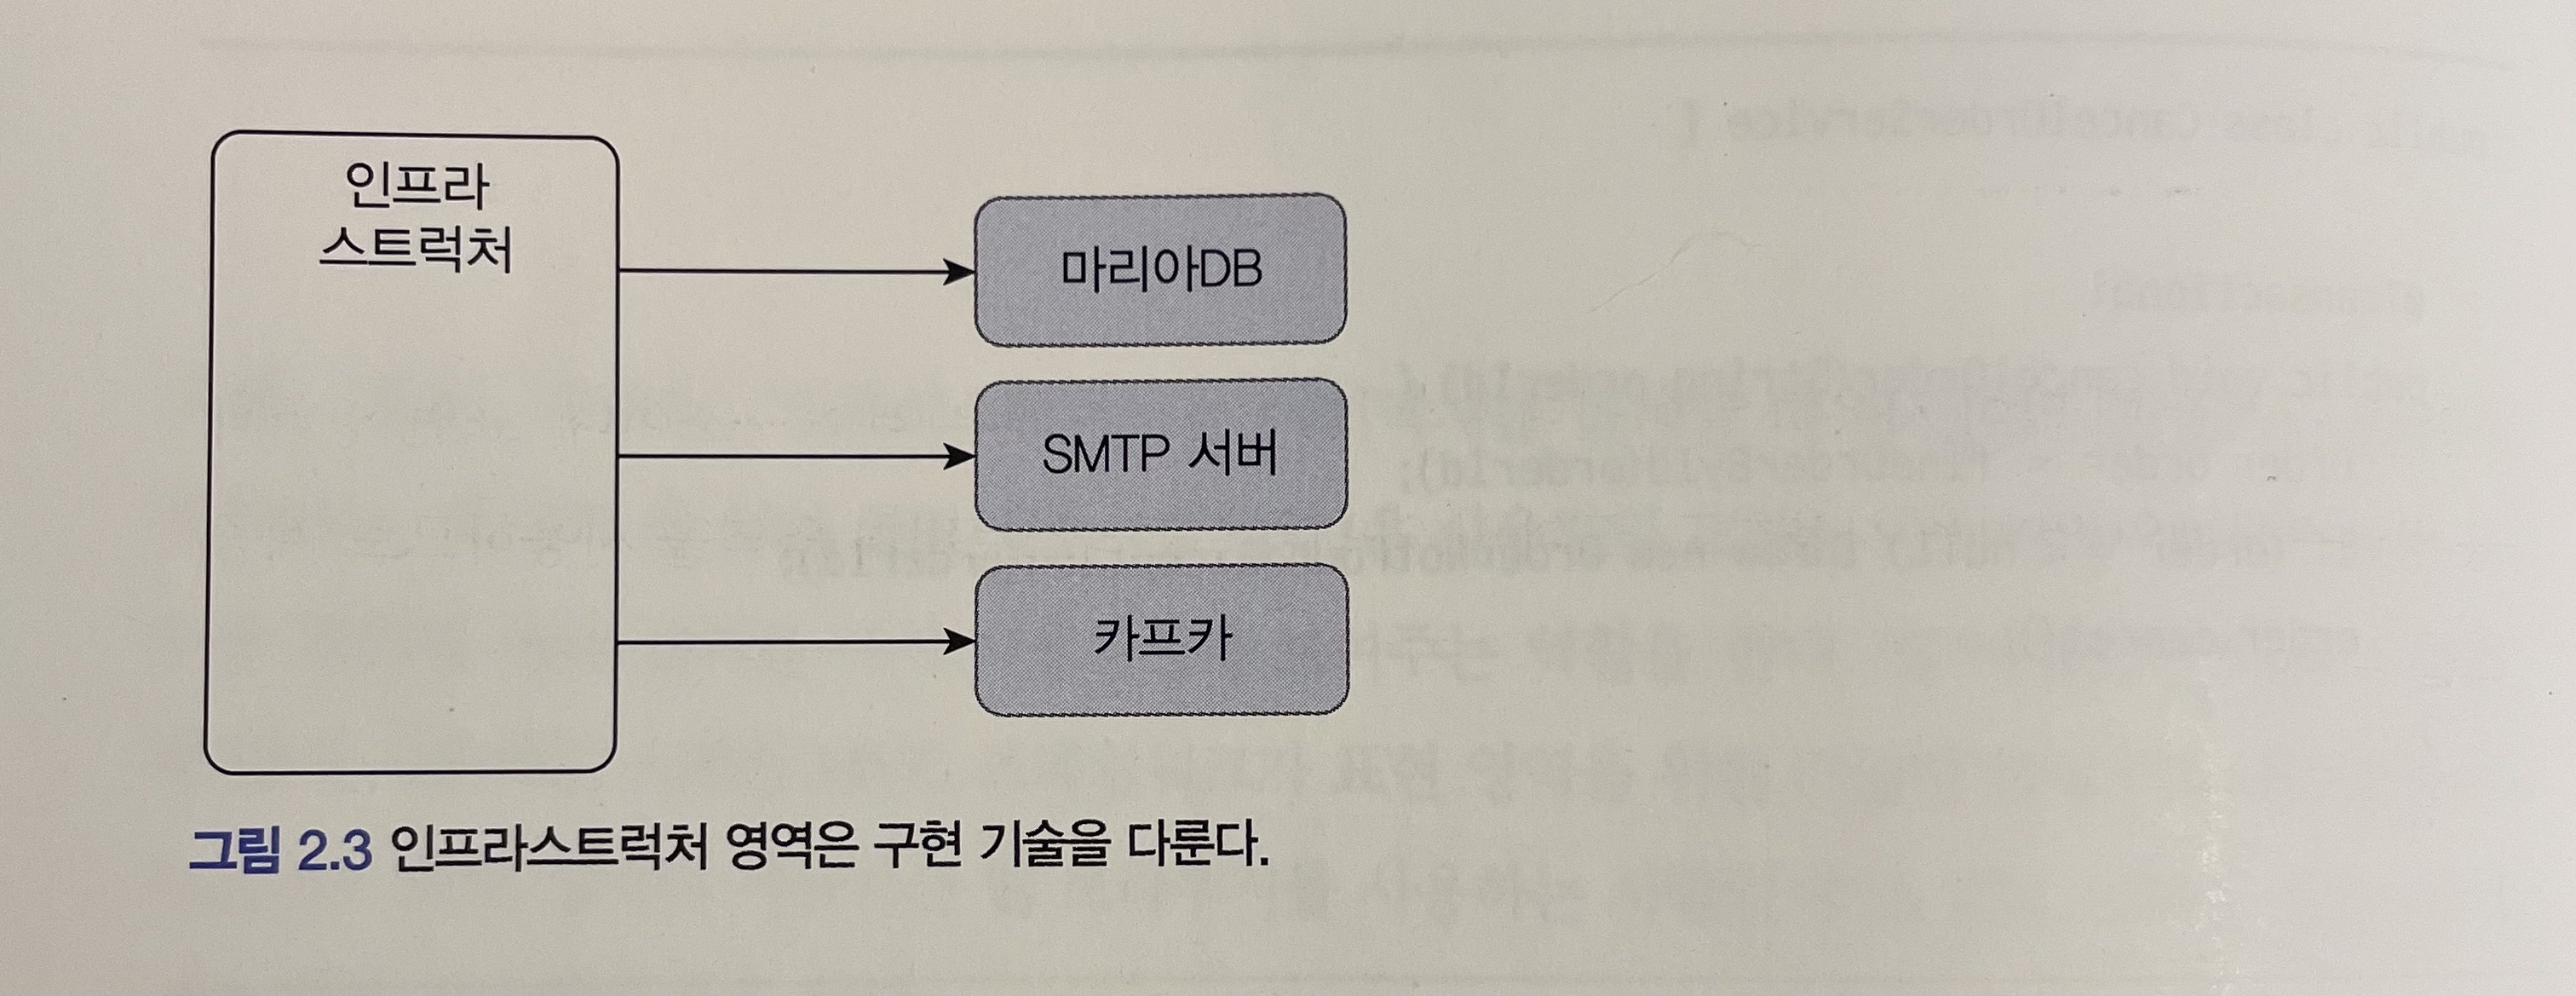 인프라
스트럭처
마리아DB
SMTP 서버
카프카
그림 2.3 인프라스트럭처 영역은 구현 기술을 다룬다.